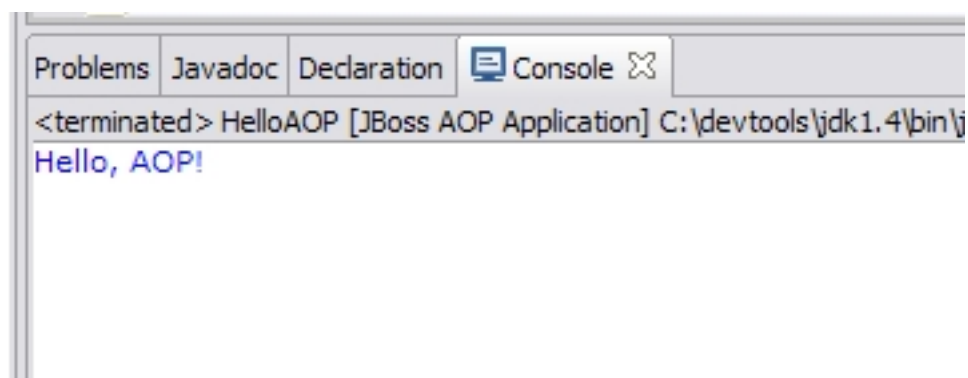 Problems Javadoc Declaration Console
<terminated> HelloAOP [JBoss AOP Application] C:\devtools\jdk1.4\bin\j
Hello, AOP!